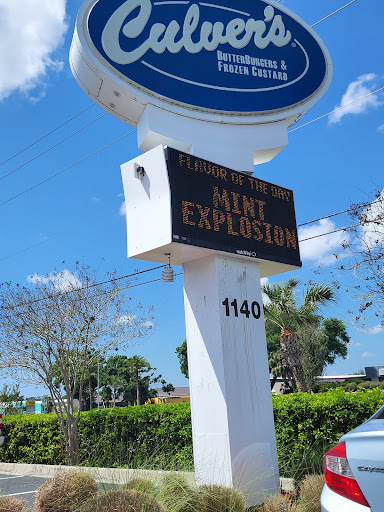 Culver's
ButterBurgers &
Frozen Custard
Flavor of the Day
MINT
EXPLOSION
1140